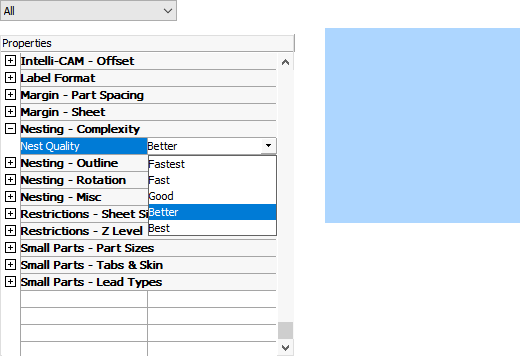 All
Properties
Intelli-CAM - Offset
Label Format
Margin - Part Spacing
Margin - Sheet
Nesting - Complexity
Nest Quality Better
Nesting - Outline
Nesting - Rotation
Nesting - Misc
Restrictions - Sheet Si
Restrictions - Z Level
Small Parts - Part Sizes
Small Parts - Tabs & Skin
Small Parts - Lead Types
Fastest
Fast
Good
Better
Best